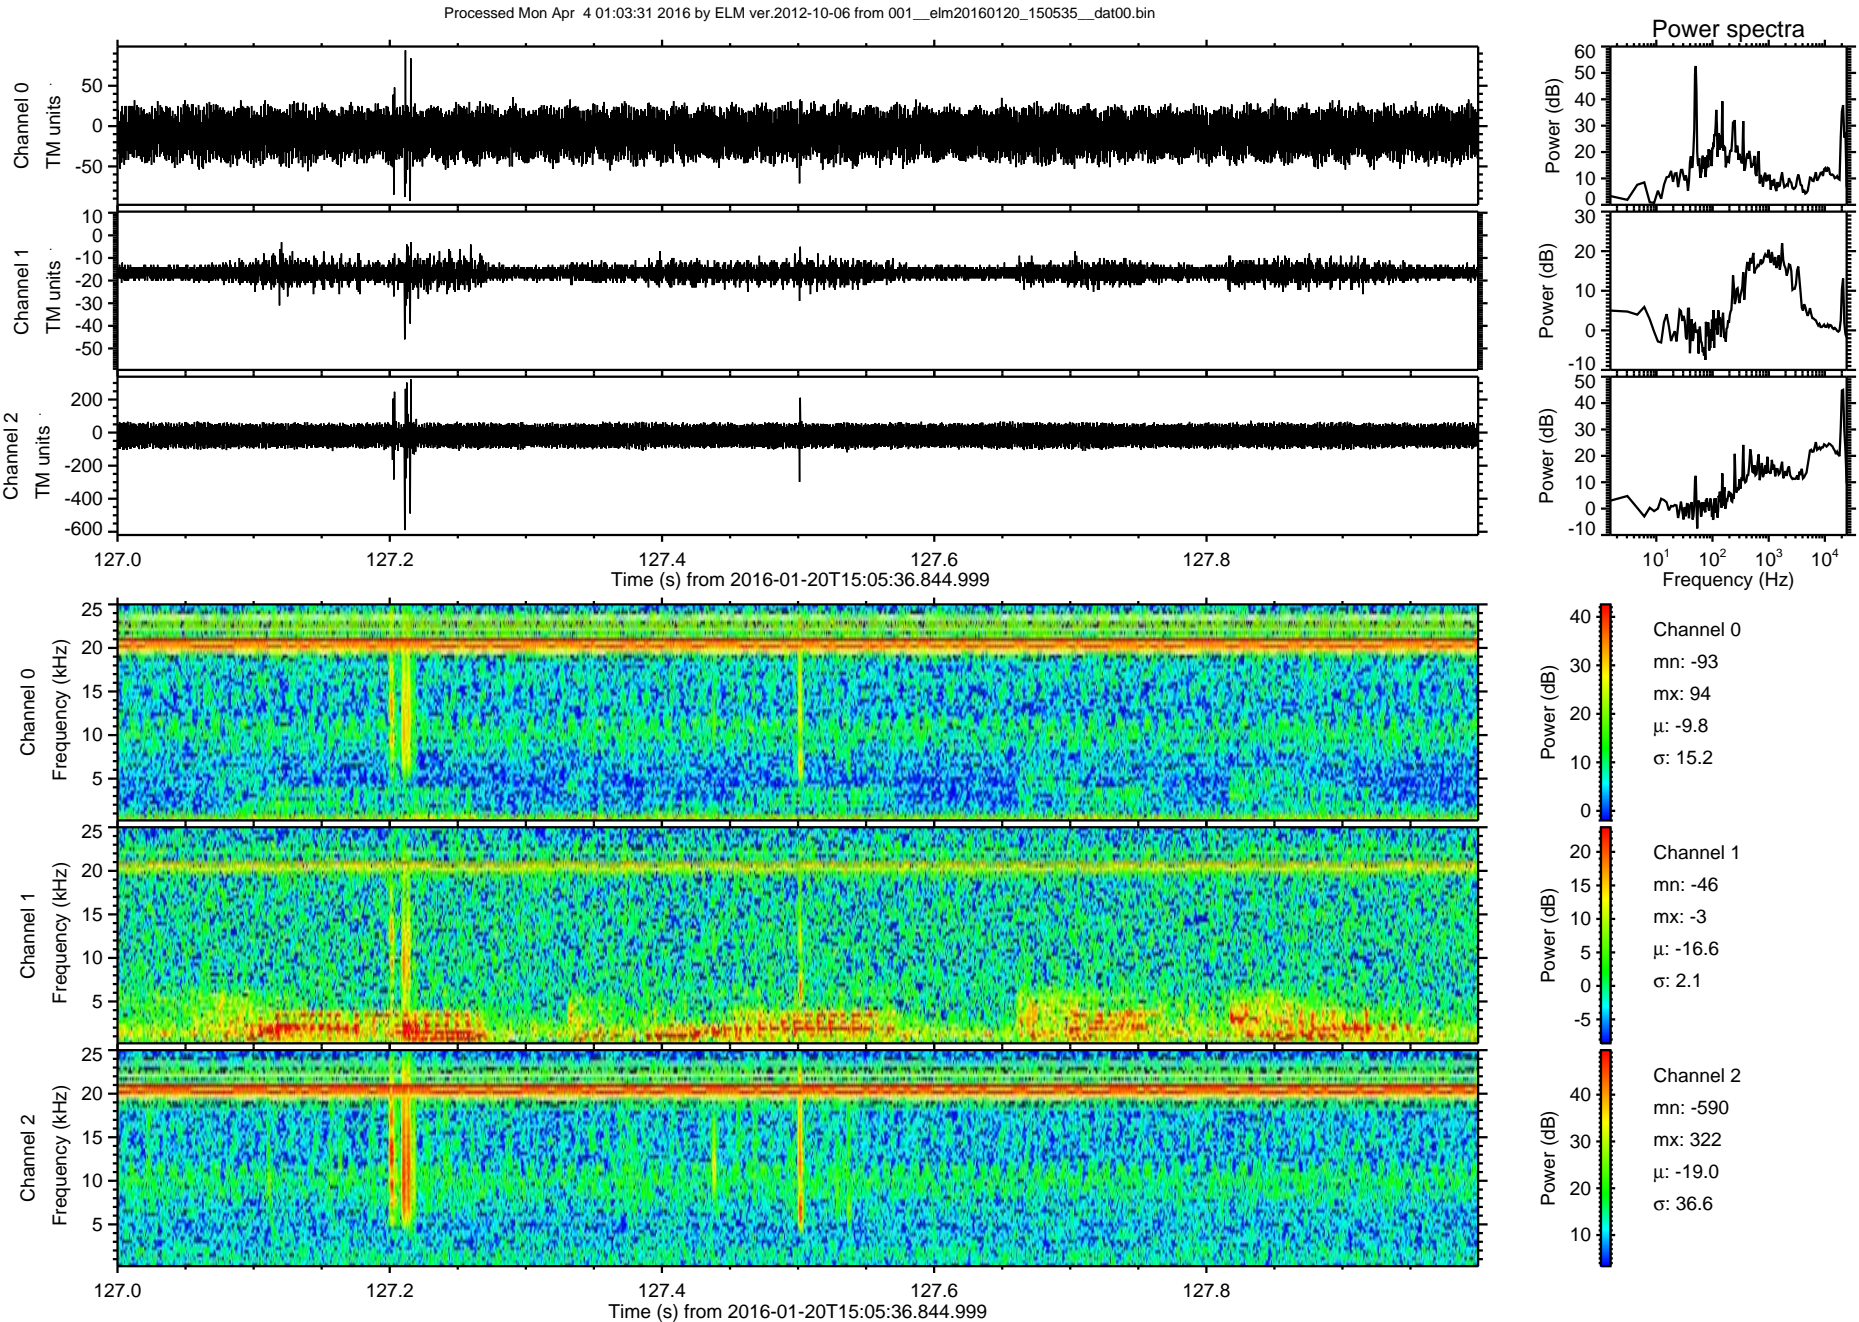 Processed Mon Apr  4 01:03:31 2016 by ELM ver.2012-10-06 from 001__elm20160120_150535__dat00.bin
Power spectra
Channel 0
TM units
50
0
-50
Power (dB)
60
50
40
30
20
10
0
Channel 1
TM units
10
0
-10
-20
-30
-40
-50
Power (dB)
30
20
10
0
-10
Channel 2
TM units
200
0
-200
-400
-600
Power (dB)
50
40
30
20
10
0
-10
127.0 127.2 127.4 127.6 127.8
Time (s) from 2016-01-20T15:05:36.844.999
10^1 10^2 10^3 10^4
Frequency (Hz)
Channel 0
Frequency (kHz)
25
20
15
10
5
Power (dB)
40
30
20
10
0
Channel 0
mn: -93
mx: 94
μ: -9.8
σ: 15.2
Channel 1
Frequency (kHz)
25
20
15
10
5
Power (dB)
20
15
10
5
0
-5
Channel 1
mn: -46
mx: -3
μ: -16.6
σ: 2.1
Channel 2
Frequency (kHz)
25
20
15
10
5
Power (dB)
40
30
20
10
Channel 2
mn: -590
mx: 322
μ: -19.0
σ: 36.6
127.0 127.2 127.4 127.6 127.8
Time (s) from 2016-01-20T15:05:36.844.999